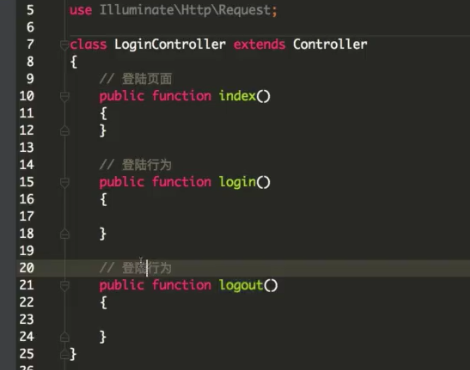 5 use Illuminate\Http\Request;
6
7 class LoginController extends Controller
8 {
9 // 登陆页面
10 public function index()
11 {
12 }
13
14 // 登陆行为
15 public function login()
16 {
17
18 }
19
20 // 登陆行为
21 public function logout()
22 {
23
24 }
25 }